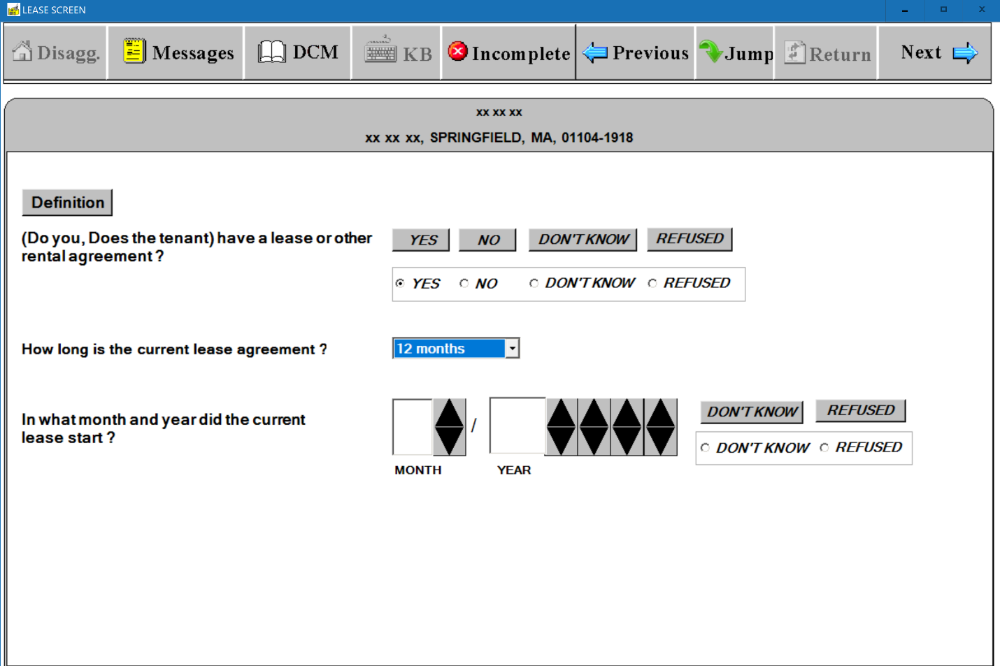 LEASE SCREEN
Disagg. Messages DCM KB Incomplete Previous Jump Return Next
xx xx xx
xx xx xx, SPRINGFIELD, MA, 01104-1918
Definition
(Do you, Does the tenant) have a lease or other
rental agreement ?
YES NO DON'T KNOW REFUSED
YES NO DON'T KNOW REFUSED
How long is the current lease agreement ?
12 months
In what month and year did the current
lease start ?
/
MONTH YEAR
DON'T KNOW REFUSED
DON'T KNOW REFUSED